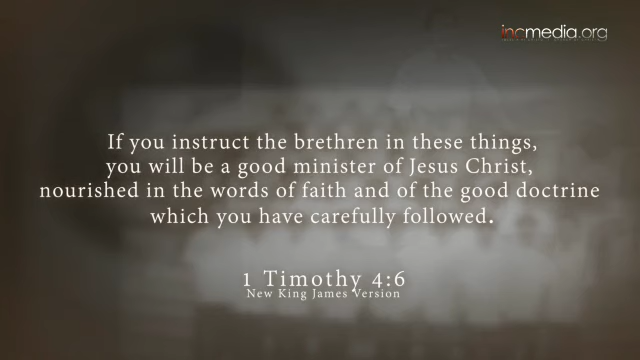 incmedia.org
If you instruct the brethren in these things,
you will be a good minister of Jesus Christ,
nourished in the words of faith and of the good doctrine
which you have carefully followed.
1 Timothy 4:6
New King James Version